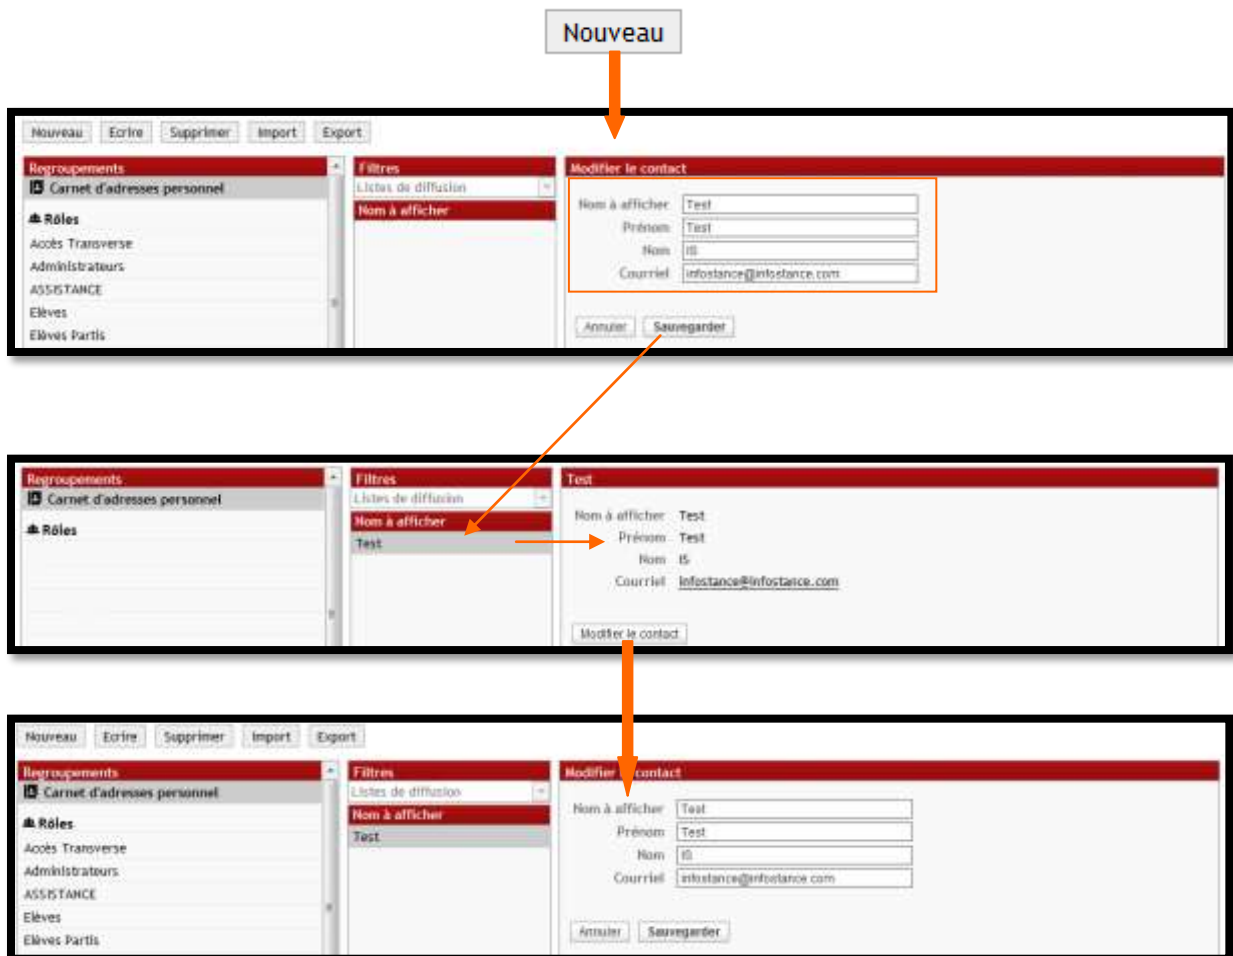 Nouveau
Nouveau Ecrire Supprimer Import Export
Regroupements Filtres Modifier le contact
Carnet d'adresses personnel Listes de diffusion
Nom à afficher
Nom à afficher Test
Rôles
Prénom Test
Accès Transverse
Nom IS
Administrateurs
Courriel infostance@infostance.com
ASSISTANCE
Elèves
Annuler Sauvegarder
Elèves Partis
Regroupements Filtres Test
Carnet d'adresses personnel Listes de diffusion
Nom à afficher Nom à afficher Test
Rôles
Test Prénom Test
Nom IS
Courriel infostance@infostance.com
Modifier le contact
Nouveau Ecrire Supprimer Import Export
Regroupements Filtres Modifier le contact
Carnet d'adresses personnel Listes de diffusion
Nom à afficher Nom à afficher Test
Rôles
Test Prénom Test
Accès Transverse
Nom IS
Administrateurs
Courriel infostance@infostance.com
ASSISTANCE
Elèves
Annuler Sauvegarder
Elèves Partis